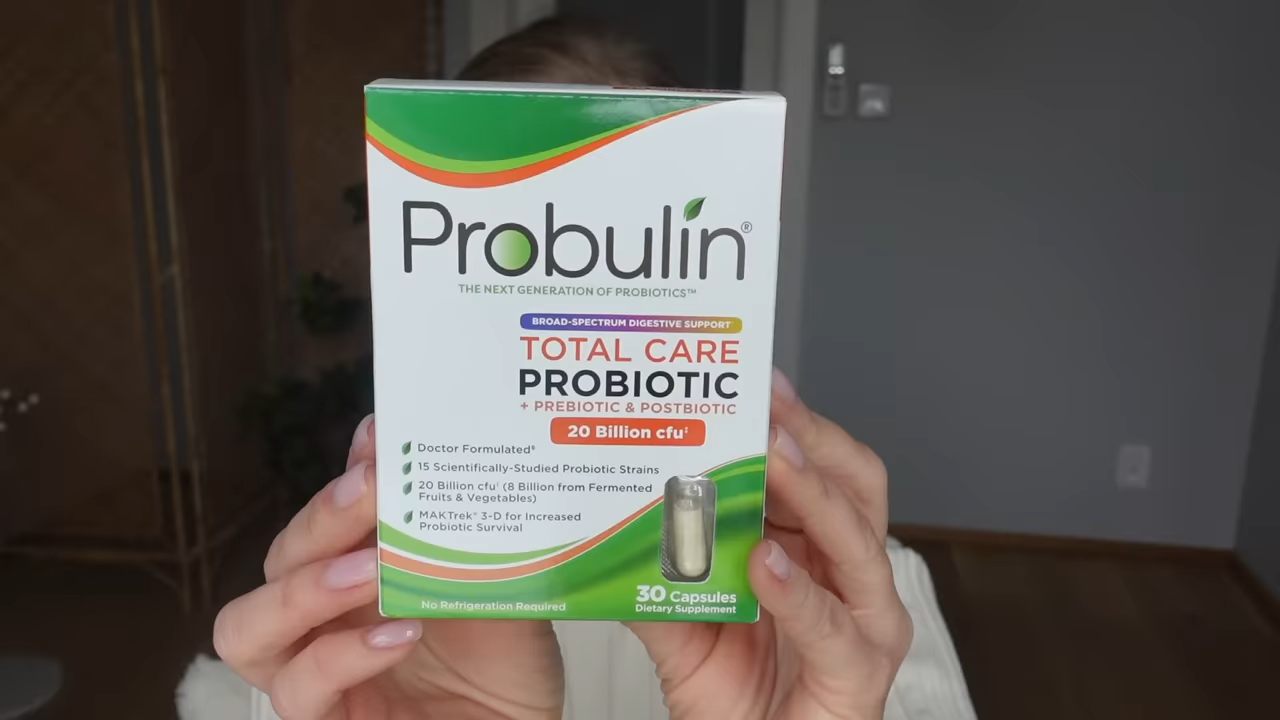 Probulin®
THE NEXT GENERATION OF PROBIOTICS™
BROAD-SPECTRUM DIGESTIVE SUPPORT
TOTAL CARE
PROBIOTIC
+ PREBIOTIC & POSTBIOTIC
20 Billion cfu‡
Doctor Formulated
15 Scientifically-Studied Probiotic Strains
20 Billion cfu‡ (8 Billion from Fermented
Fruits & Vegetables)
MAKTrek® 3-D for Increased
Probiotic Survival
30 Capsules
Dietary Supplement
No Refrigeration Required